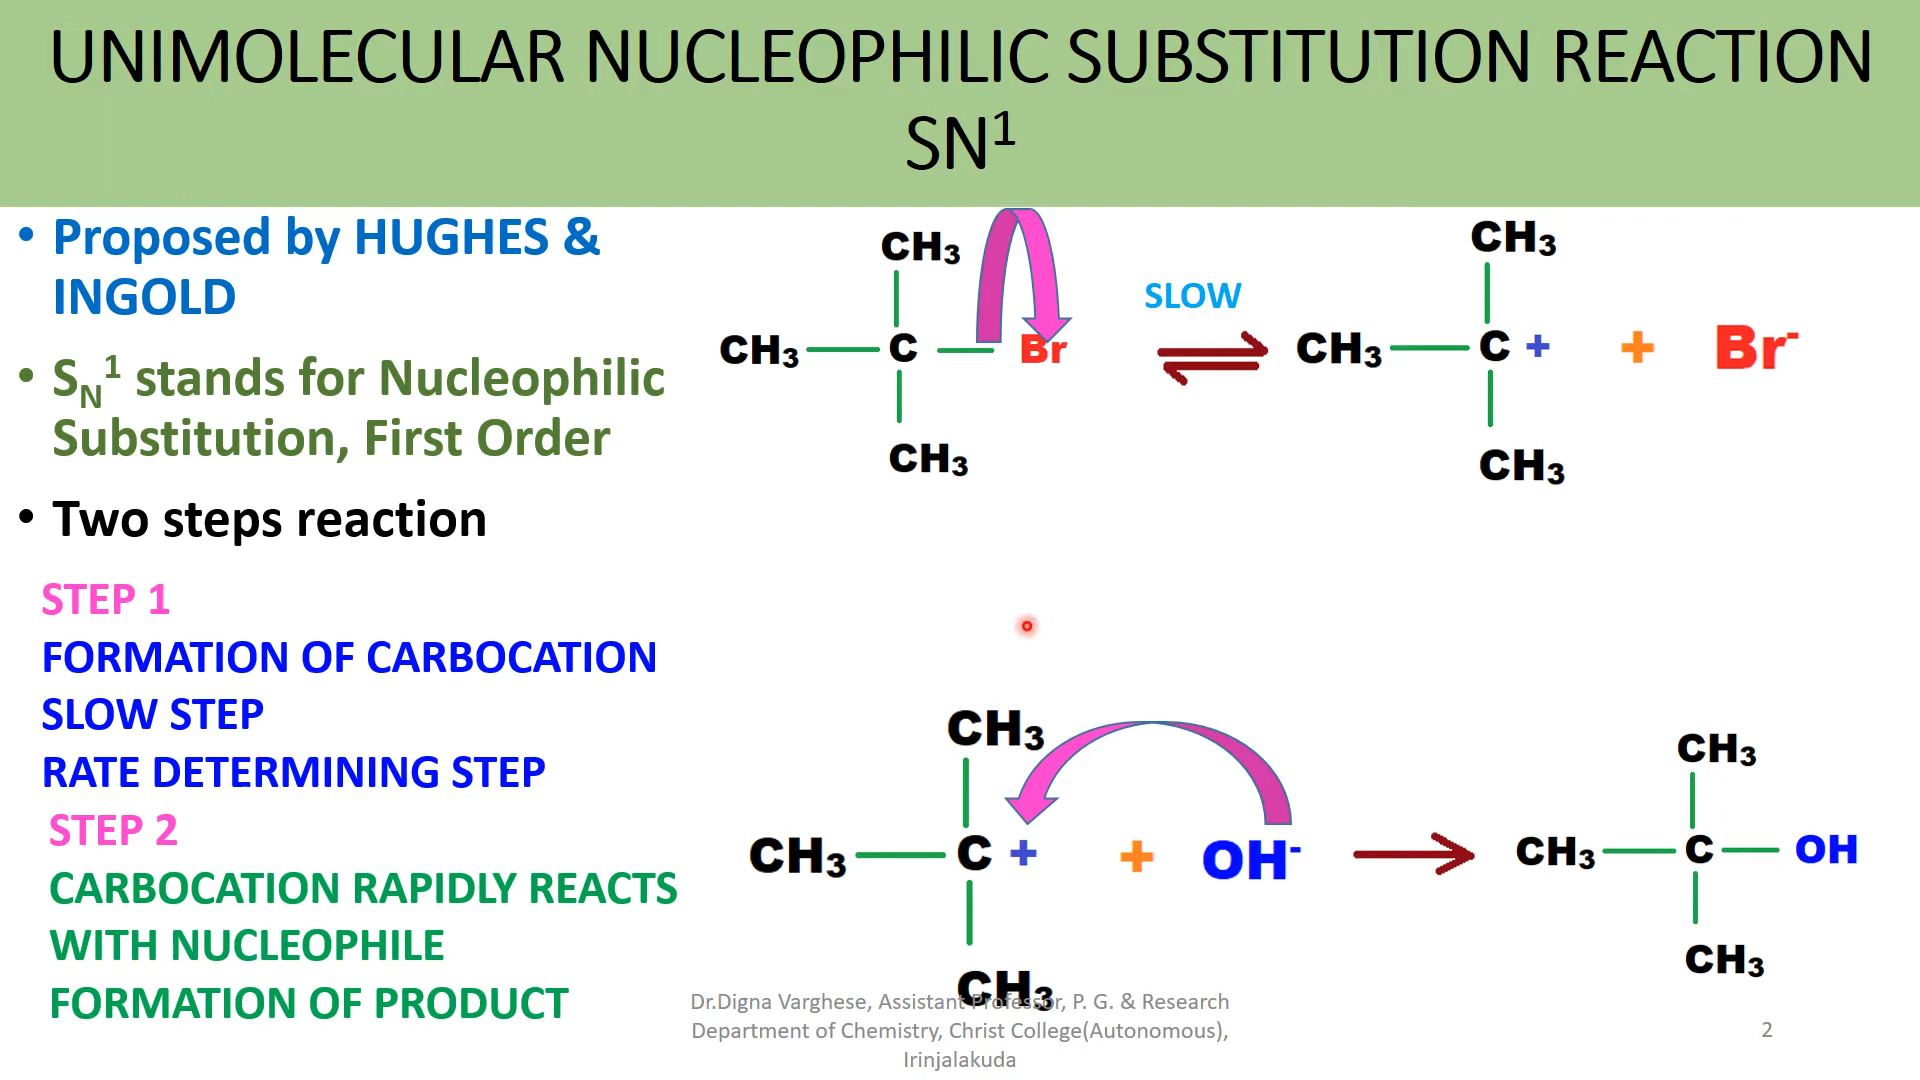 UNIMOLECULAR NUCLEOPHILIC SUBSTITUTION REACTION
SN¹
• Proposed by HUGHES &
INGOLD
• S_N¹ stands for Nucleophilic
Substitution, First Order
• Two steps reaction
STEP 1
FORMATION OF CARBOCATION
SLOW STEP
RATE DETERMINING STEP
STEP 2
CARBOCATION RAPIDLY REACTS
WITH NUCLEOPHILE
FORMATION OF PRODUCT
CH₃
CH₃ C Br
CH₃
SLOW
CH₃
CH₃ C + + Br⁻
CH₃
CH₃
CH₃ C + + OH⁻
CH₃
CH₃
CH₃ C OH
CH₃
Dr.Digna Varghese, Assistant Professor, P. G. & Research
Department of Chemistry, Christ College(Autonomous),
Irinjalakuda
2